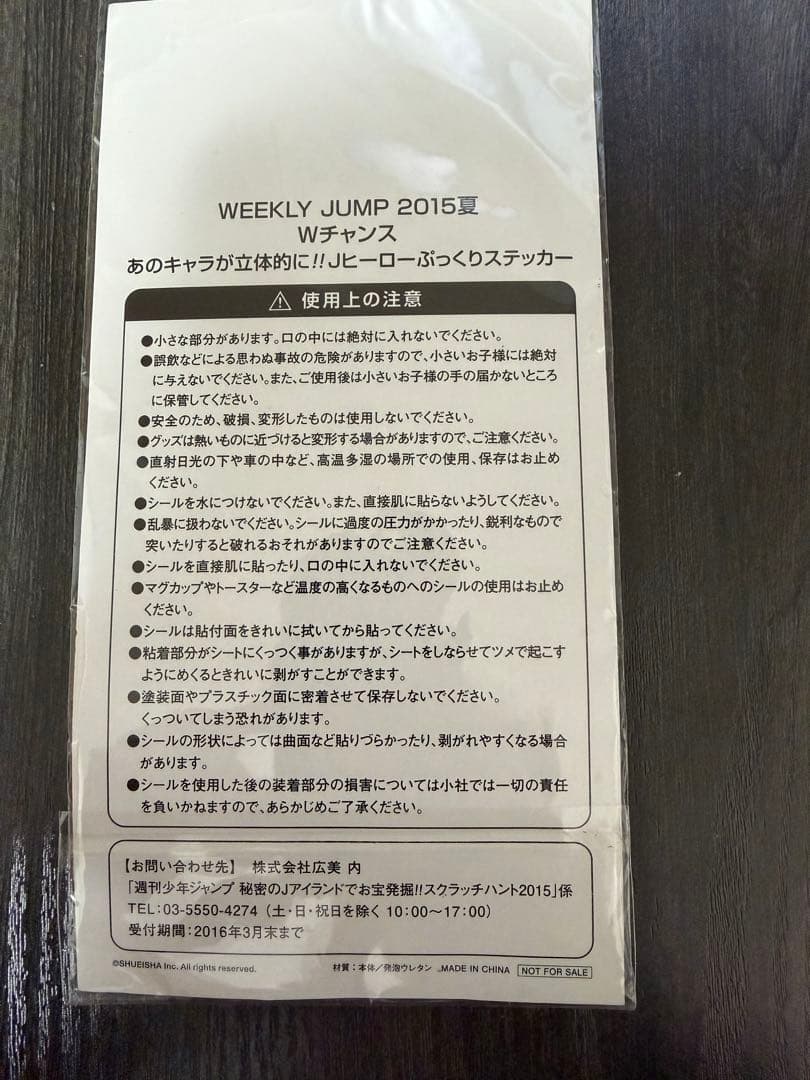 WEEKLY JUMP 2015夏
Wチャンス
あのキャラが立体的に!!Jヒーローぷっくりステッカー
⚠ 使用上の注意
●小さな部分があります。口の中には絶対に入れないでください。
●誤飲などによる思わぬ事故の危険がありますので、小さいお子様には絶対
に与えないでください。また、ご使用後は小さいお子様の手の届かないところ
に保管してください。
●安全のため、破損、変形したものは使用しないでください。
●グッズは熱いものに近づけると変形する場合がありますので、ご注意ください。
●直射日光の下や車の中など、高温多湿の場所での使用、保存はお止め
ください。
●シールを水につけないでください。また、直接肌に貼らないようしてください。
●乱暴に扱わないでください。シールに過度の圧力がかかったり、鋭利なもので
突いたりすると破れるおそれがありますのでご注意ください。
●シールを直接肌に貼ったり、口の中に入れないでください。
●マグカップやトースターなど温度の高くなるものへのシールの使用はお止め
ください。
●シールは貼付面をきれいに拭いてから貼ってください。
●粘着部分がシートにくっつく事がありますが、シートをしならせてツメで起こす
ようにめくるときれいに剥がすことができます。
●塗装面やプラスチック面に密着させて保存しないでください。
くっついてしまう恐れがあります。
●シールの形状によっては曲面など貼りづらかったり、剥がれやすくなる場合
があります。
●シールを使用した後の装着部分の損害については小社では一切の責任
を負いかねますので、あらかじめご了承ください。
【お問い合わせ先】 株式会社広美 内
「週刊少年ジャンプ 秘密のJアイランドでお宝発掘!!スクラッチハント2015」係
TEL:03-5550-4274（土・日・祝日を除く 10:00～17:00）
受付期間:2016年3月末まで
©SHUEISHA Inc. All rights reserved. 材質:本体/発泡ウレタン MADE IN CHINA NOT FOR SALE